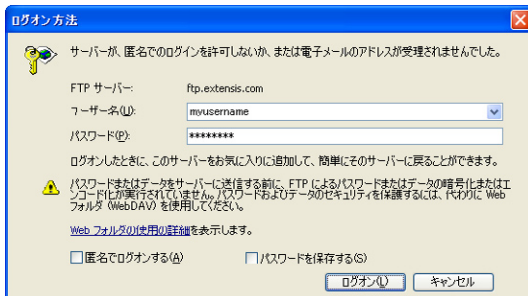 ログオン方法
サーバーが、匿名でのログインを許可しないか、または電子メールのアドレスが受理されませんでした。
FTP サーバー:
ftp.extensis.com
ユーザー名(U):
myusername
パスワード(P):
********
ログオンしたときに、このサーバーをお気に入りに追加して、簡単にそのサーバーに戻ることができます。
パスワードまたはデータをサーバーに送信する前に、FTP によるパスワードまたはデータの暗号化またはエ
ンコード化が実行されていません。パスワードおよびデータのセキュリティを保護するには、代わりに Web
フォルダ (WebDAV) を使用してください。
Web フォルダの使用の詳細を表示します。
匿名でログオンする(A)
パスワードを保存する(S)
ログオン(L)
キャンセル